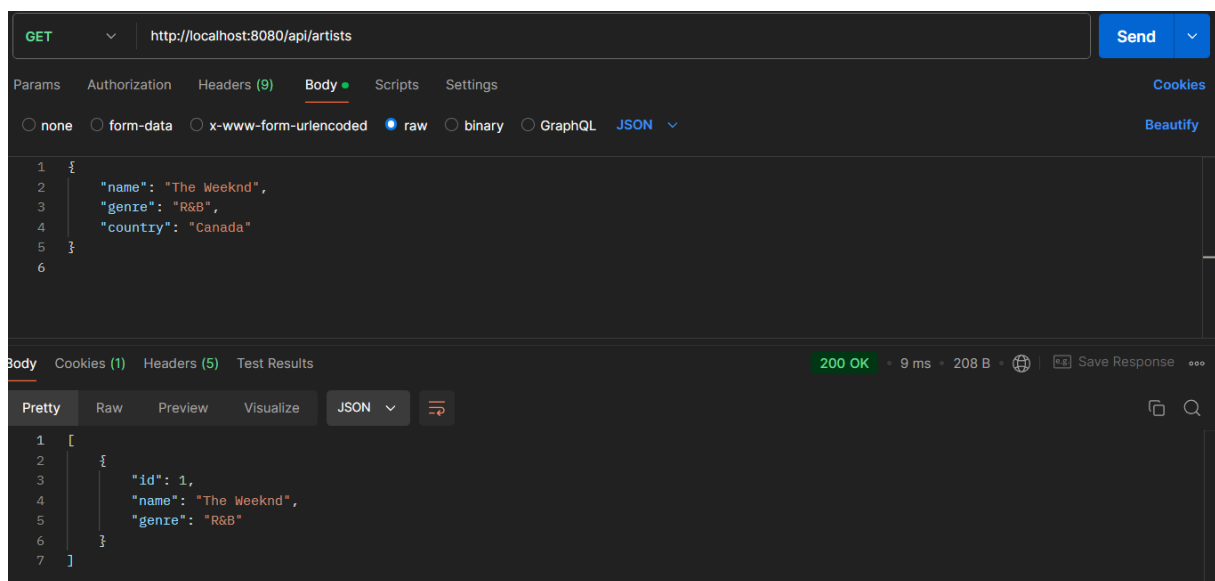 GET http://localhost:8080/api/artists Send
Params Authorization Headers (9) Body Scripts Settings Cookies
none form-data x-www-form-urlencoded raw binary GraphQL JSON Beautify
1 {
2 "name": "The Weeknd",
3 "genre": "R&B",
4 "country": "Canada"
5 }
6
Body Cookies (1) Headers (5) Test Results 200 OK 9 ms 208 B e.g. Save Response
Pretty Raw Preview Visualize JSON
1 [
2 {
3 "id": 1,
4 "name": "The Weeknd",
5 "genre": "R&B"
6 }
7 ]